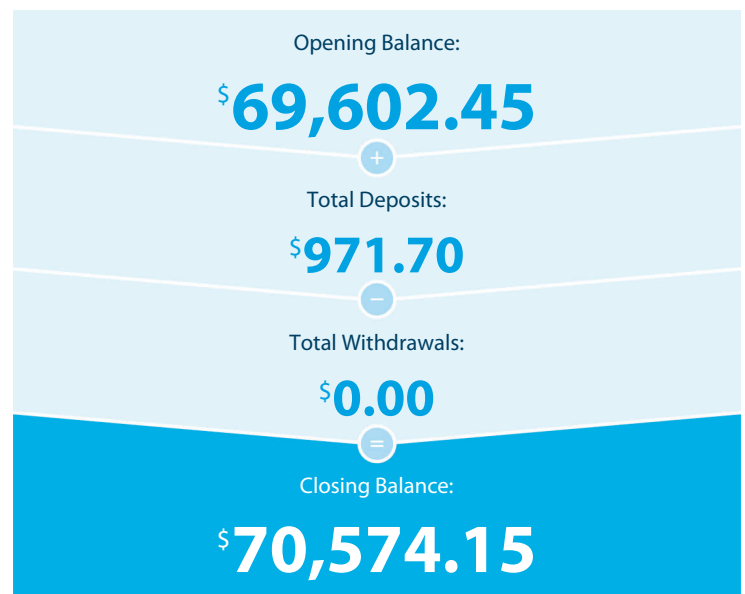 Opening Balance:
$69,602.45
+
Total Deposits:
$971.70
−
Total Withdrawals:
$0.00
=
Closing Balance:
$70,574.15